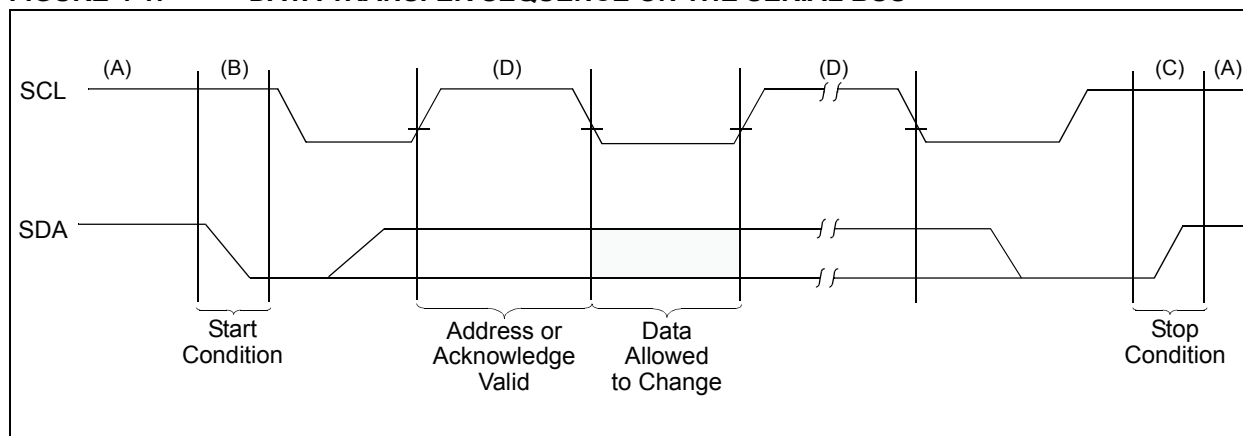 FIGURE 4-1: DATA TRANSFER SEQUENCE ON THE SERIAL BUS
(A) (B) (D) (D) (C) (A)
SCL
SDA
Start
Condition
Address or
Acknowledge
Valid
Data
Allowed
to Change
Stop
Condition